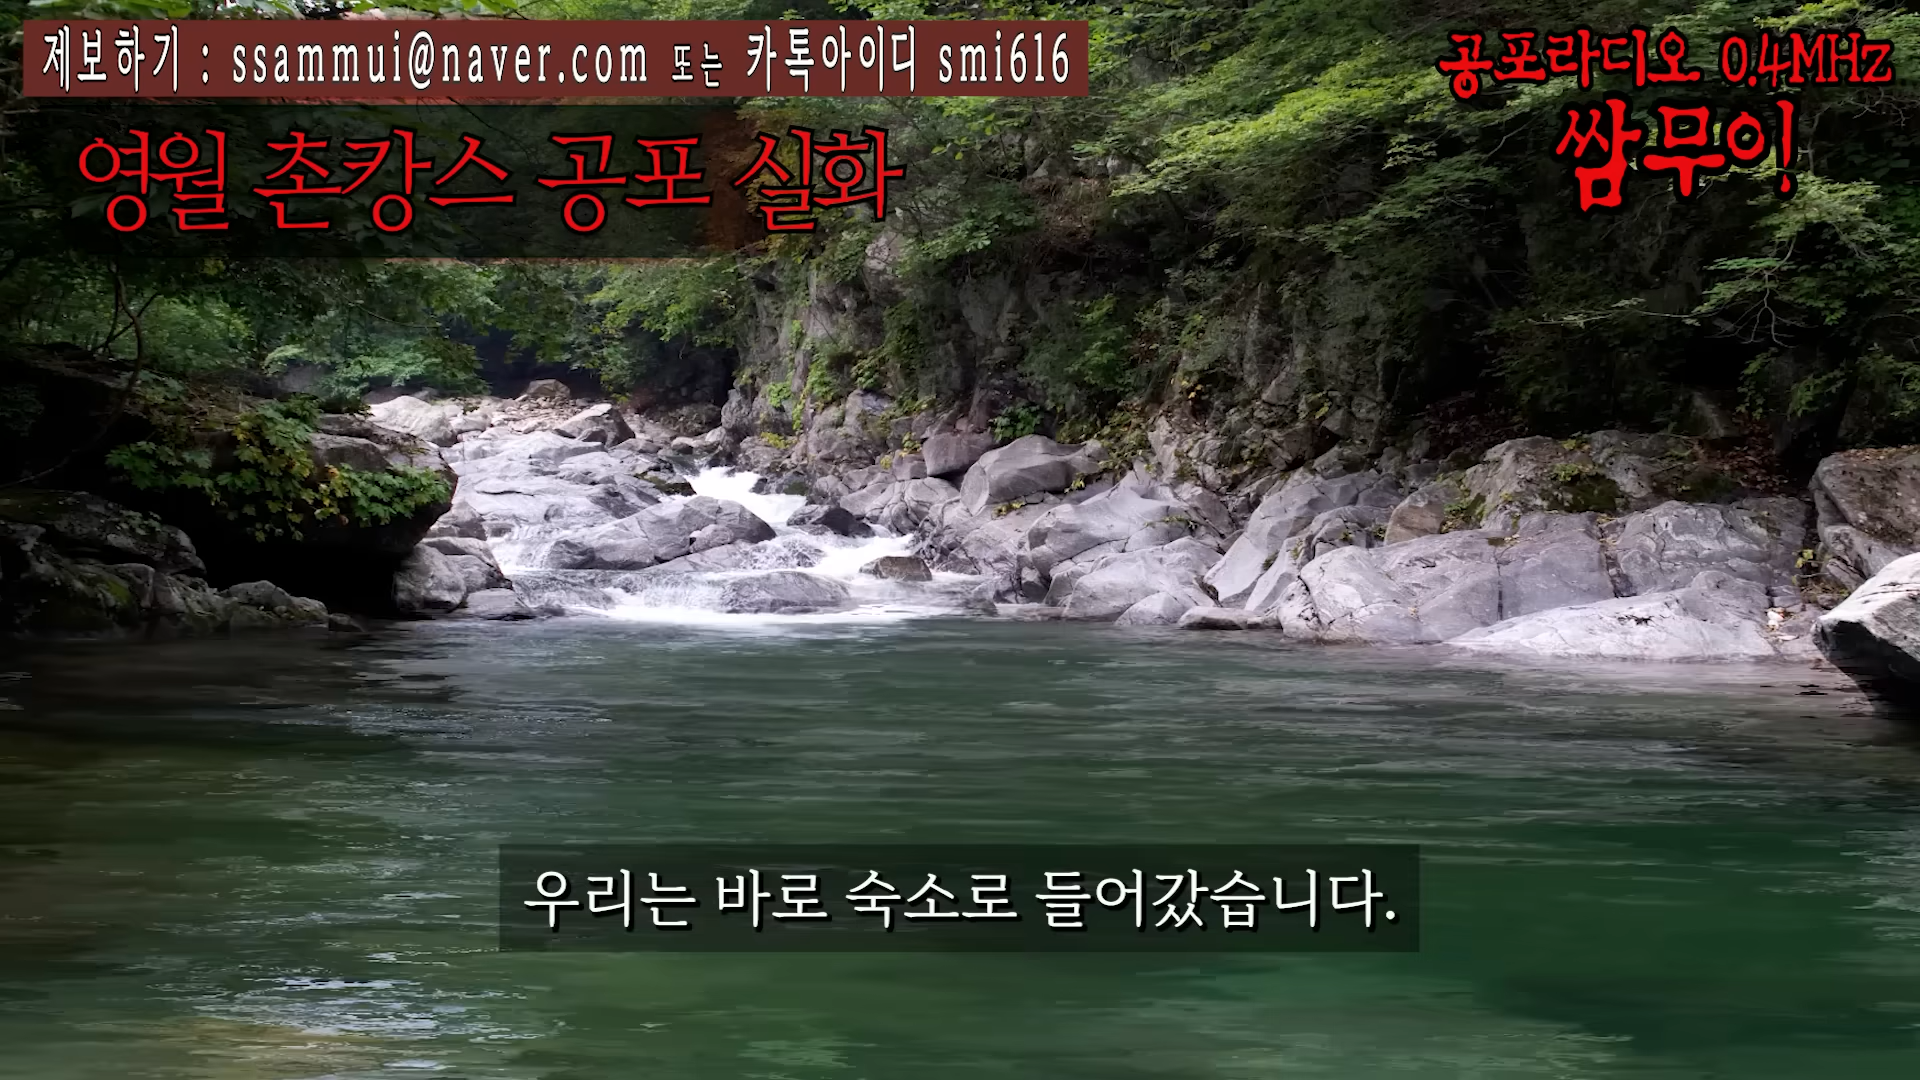 제보하기 : ssammui@naver.com 또는 카톡아이디 smi616
공포라디오 0.4MHz
쌈무이
영월 촌캉스 공포 실화
우리는 바로 숙소로 들어갔습니다.